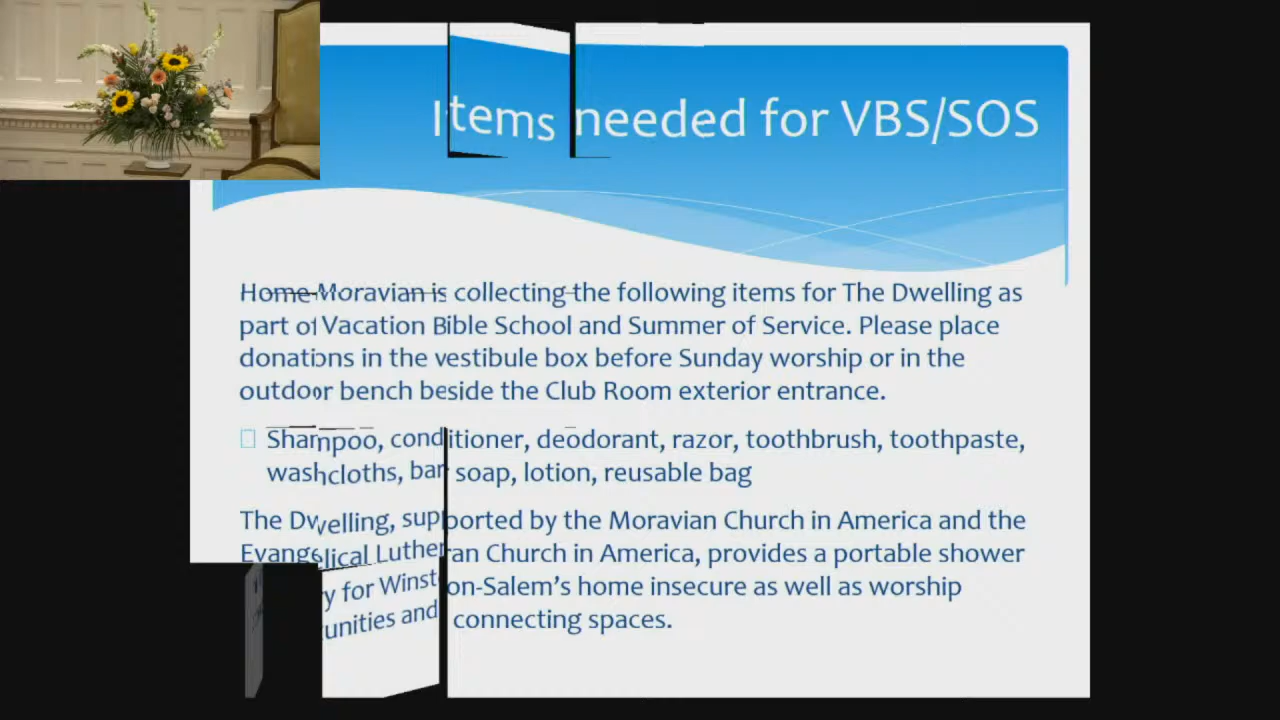 Items needed for VBS/SOS
Home Moravian is collecting the following items for The Dwelling as
part of Vacation Bible School and Summer of Service. Please place
donations in the vestibule box before Sunday worship or in the
outdoor bench beside the Club Room exterior entrance.
Shampoo, conditioner, deodorant, razor, toothbrush, toothpaste,
washcloths, bar soap, lotion, reusable bag
The Dwelling, supported by the Moravian Church in America and the
Evangelical Lutheran Church in America, provides a portable shower
y for Winston-Salem's home insecure as well as worship
unities and connecting spaces.